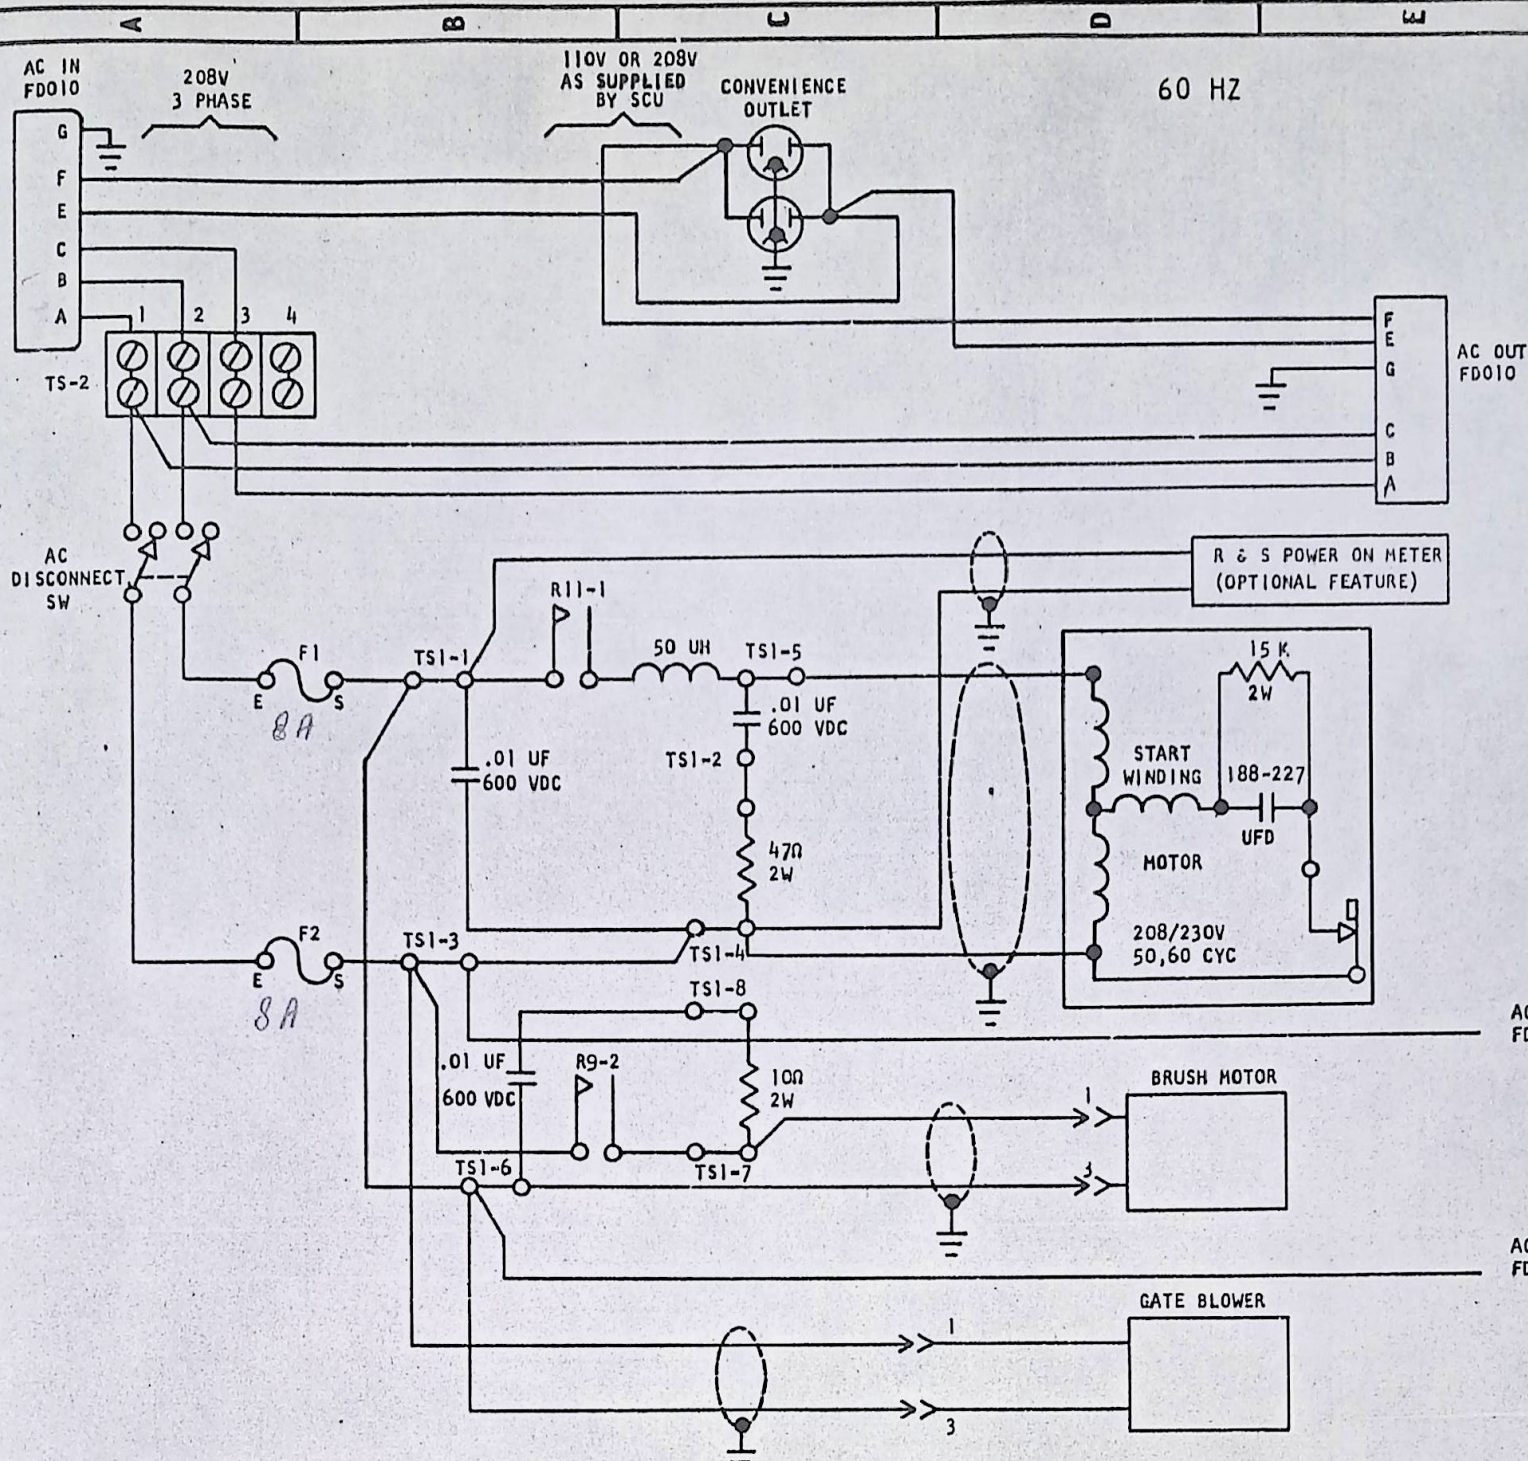 A B C D E
AC IN
FD010
208V
3 PHASE
110V OR 208V
AS SUPPLIED
BY SCU
CONVENIENCE
OUTLET
60 HZ
G
F
E
C
B
A
1 2 3 4
TS-2
F
E
G
C
B
A
AC OUT
FD010
AC
DISCONNECT
SW
R & S POWER ON METER
(OPTIONAL FEATURE)
R11-1
F1
E S
8A
TS1-1
50 UH
TS1-5
.01 UF
600 VDC
.01 UF
600 VDC
TS1-2
47Ω
2W
15 K
2W
START
WINDING
188-227
UFD
MOTOR
208/230V
50,60 CYC
F2
E S
8A
TS1-3
TS1-4
TS1-8
.01 UF
600 VDC
R9-2
10Ω
2W
TS1-6
TS1-7
BRUSH MOTOR
1
3
GATE BLOWER
1
3